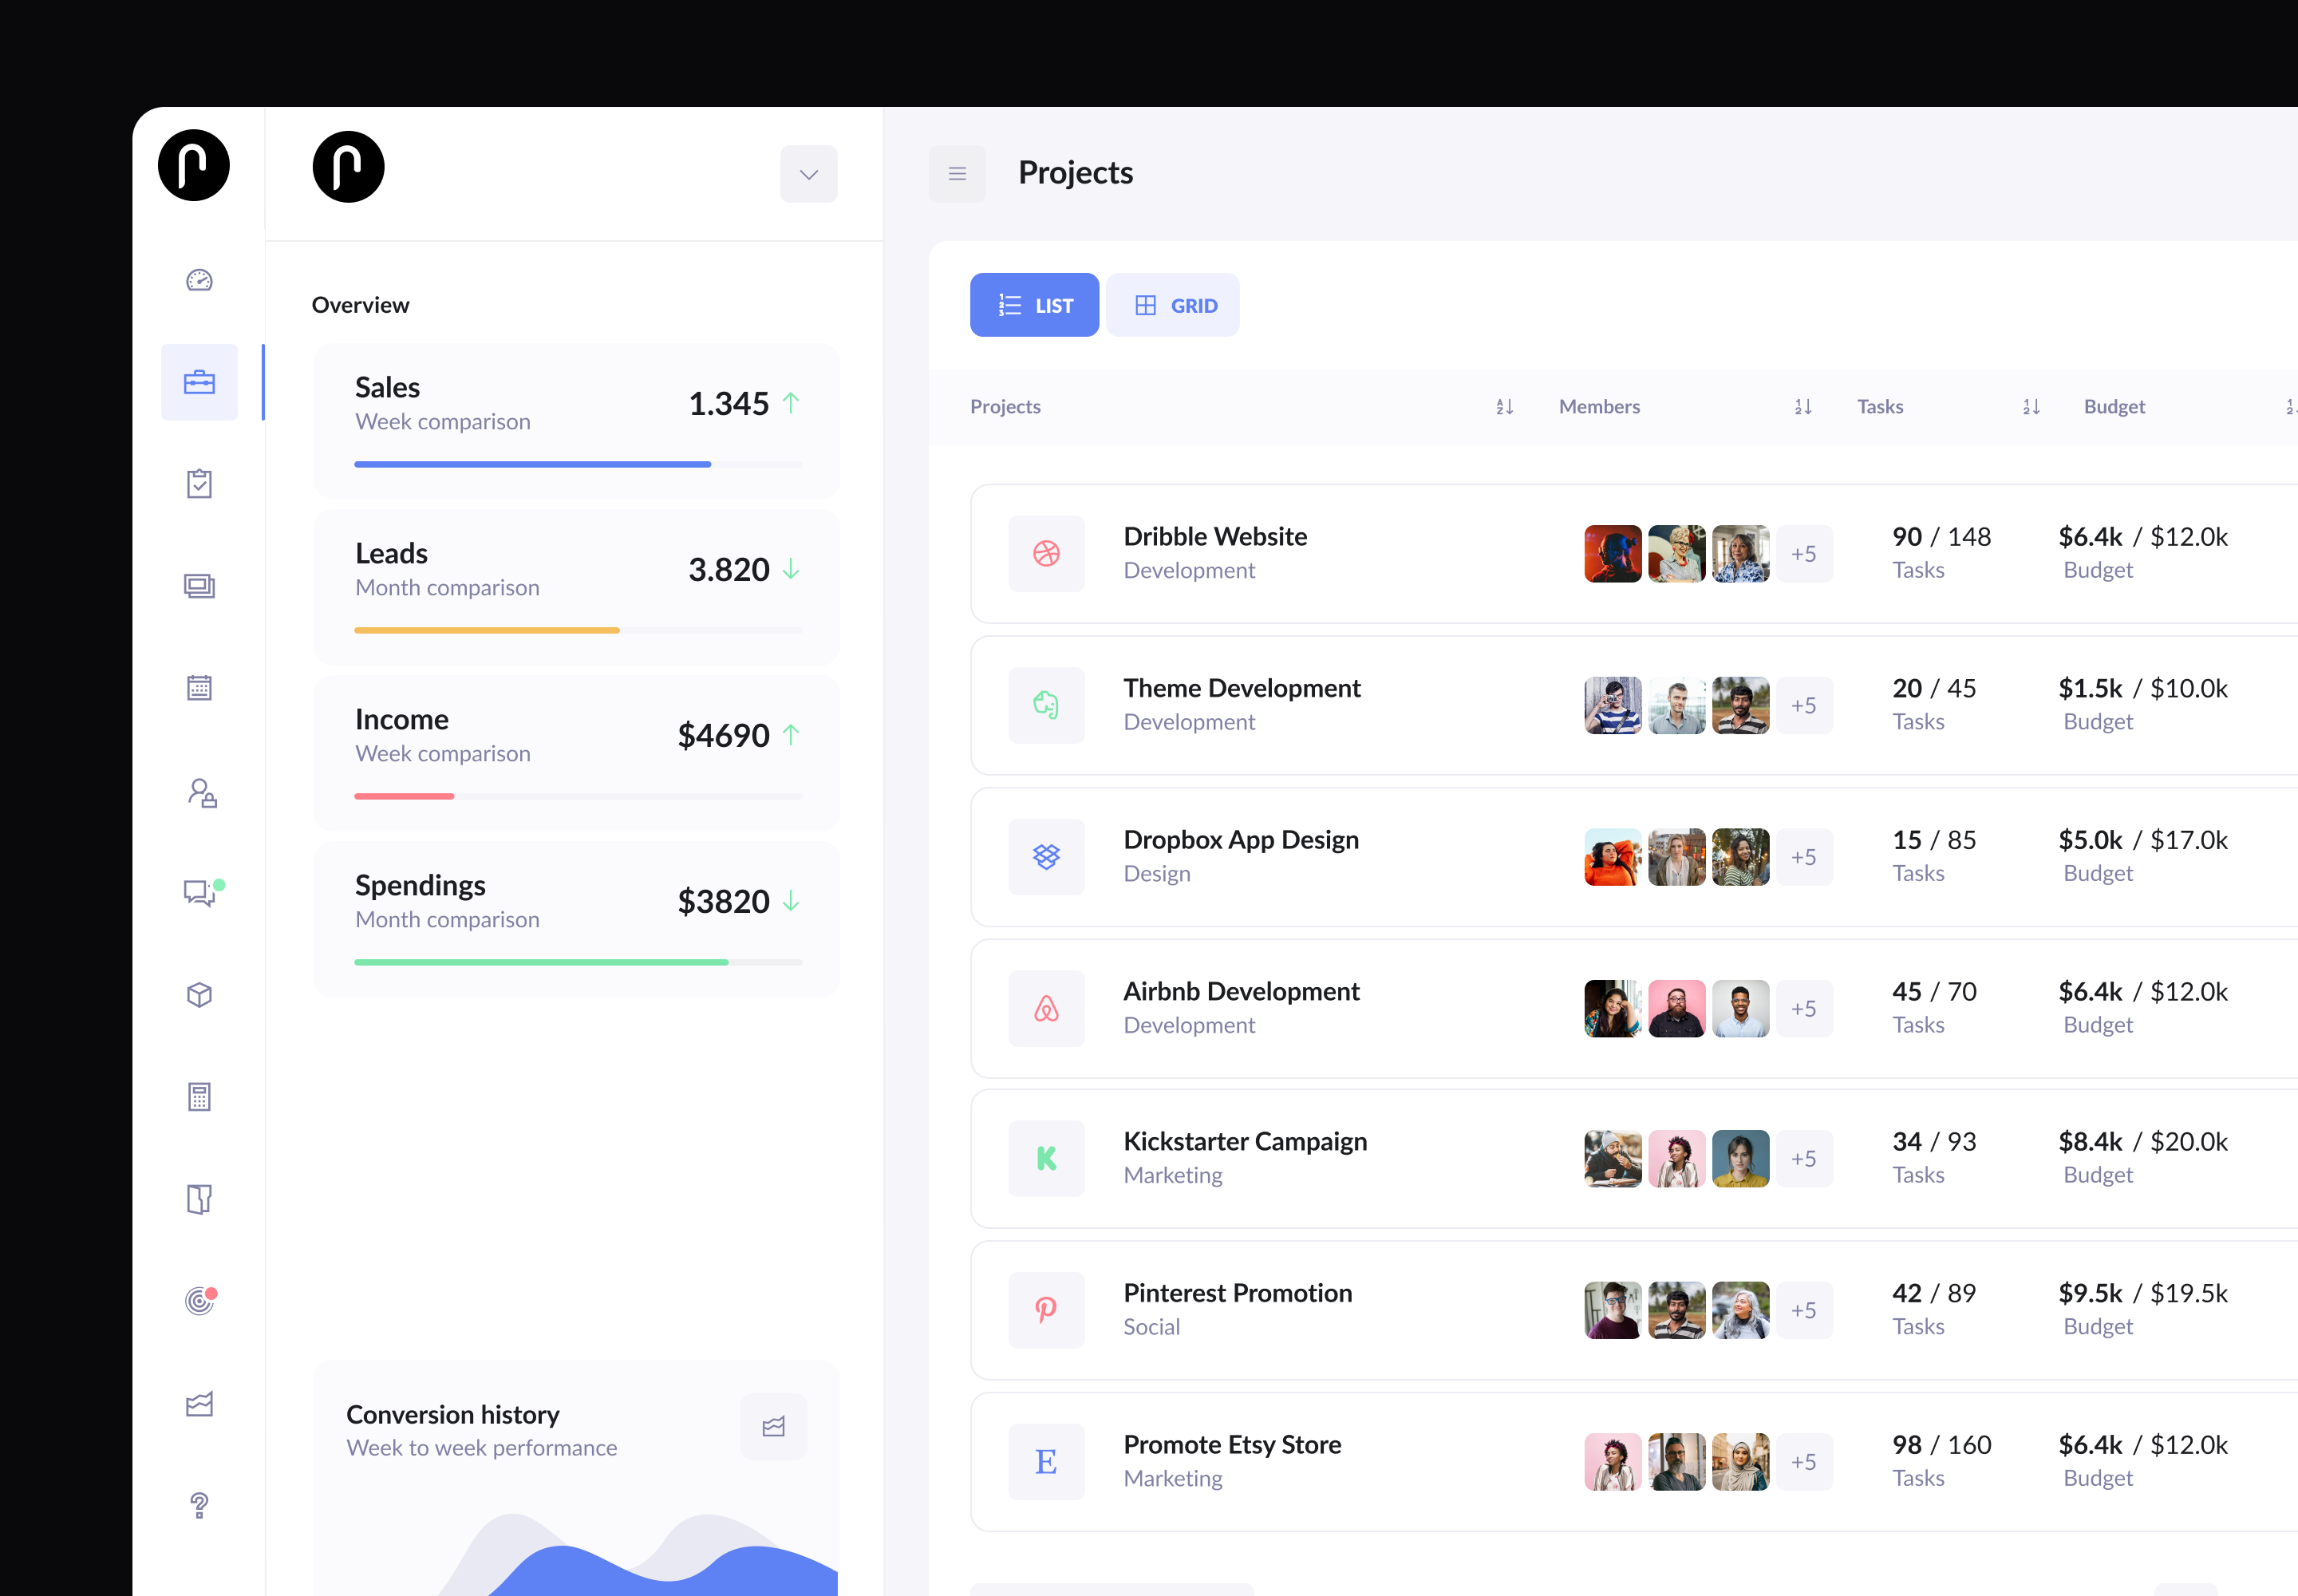 Projects
Overview
Sales
Week comparison
1.345
Leads
Month comparison
3.820
Income
Week comparison
$4690
Spendings
Month comparison
$3820
Conversion history
Week to week performance
LIST
GRID
Projects Members Tasks Budget
Dribble Website
Development
+5
90 / 148
Tasks
$6.4k / $12.0k
Budget
Theme Development
Development
+5
20 / 45
Tasks
$1.5k / $10.0k
Budget
Dropbox App Design
Design
+5
15 / 85
Tasks
$5.0k / $17.0k
Budget
Airbnb Development
Development
+5
45 / 70
Tasks
$6.4k / $12.0k
Budget
K
Kickstarter Campaign
Marketing
+5
34 / 93
Tasks
$8.4k / $20.0k
Budget
Pinterest Promotion
Social
+5
42 / 89
Tasks
$9.5k / $19.5k
Budget
E
Promote Etsy Store
Marketing
+5
98 / 160
Tasks
$6.4k / $12.0k
Budget